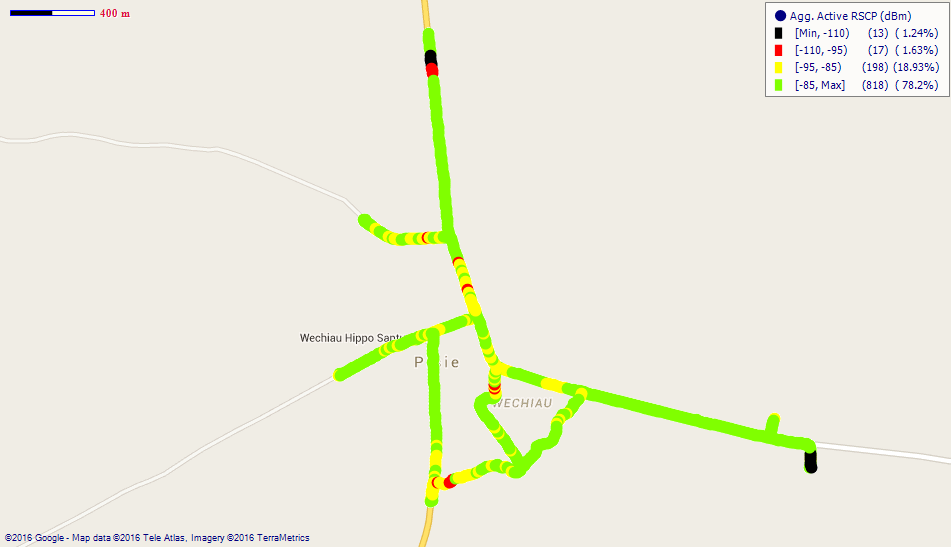 400 m
Agg. Active RSCP (dBm)
[Min, -110) (13) ( 1.24%)
[-110, -95) (17) ( 1.63%)
[-95, -85) (198) (18.93%)
[-85, Max] (818) ( 78.2%)
Wechiau Hippo
WECHIAU
©2016 Google - Map data ©2016 Tele Atlas, Imagery ©2016 TerraMetrics